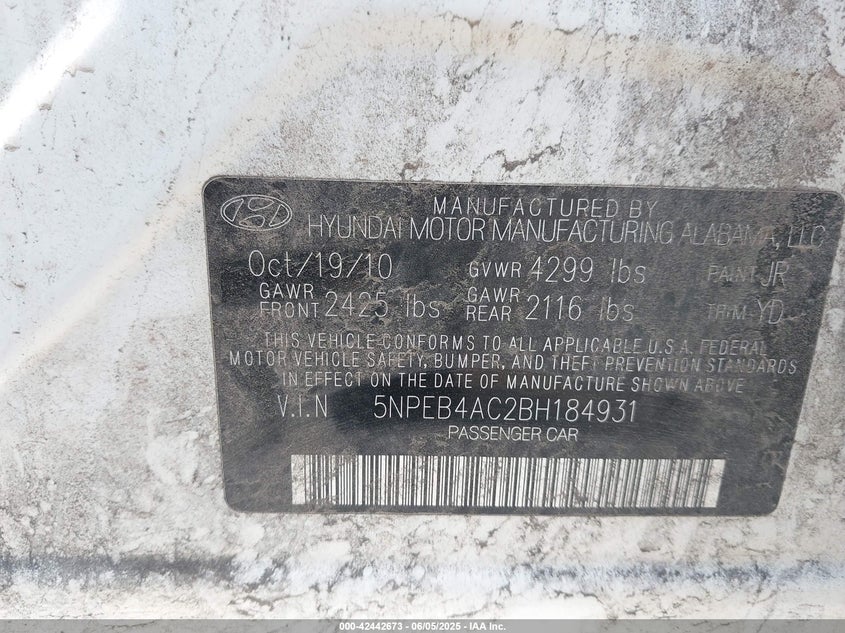 MANUFACTURED BY
HYUNDAI MOTOR MANUFACTURING ALABAMA, LLC
Oct/19/10 GVWR 4299 lbs PAINT JR
GAWR FRONT 2425 lbs GAWR REAR 2116 lbs TRIM YD
THIS VEHICLE CONFORMS TO ALL APPLICABLE U.S.A. FEDERAL
MOTOR VEHICLE SAFETY, BUMPER, AND THEFT PREVENTION STANDARDS
IN EFFECT ON THE DATE OF MANUFACTURE SHOWN ABOVE
V.I.N 5NPEB4AC2BH184931
PASSENGER CAR
000-42442673 - 06/05/2025 - IAA Inc.